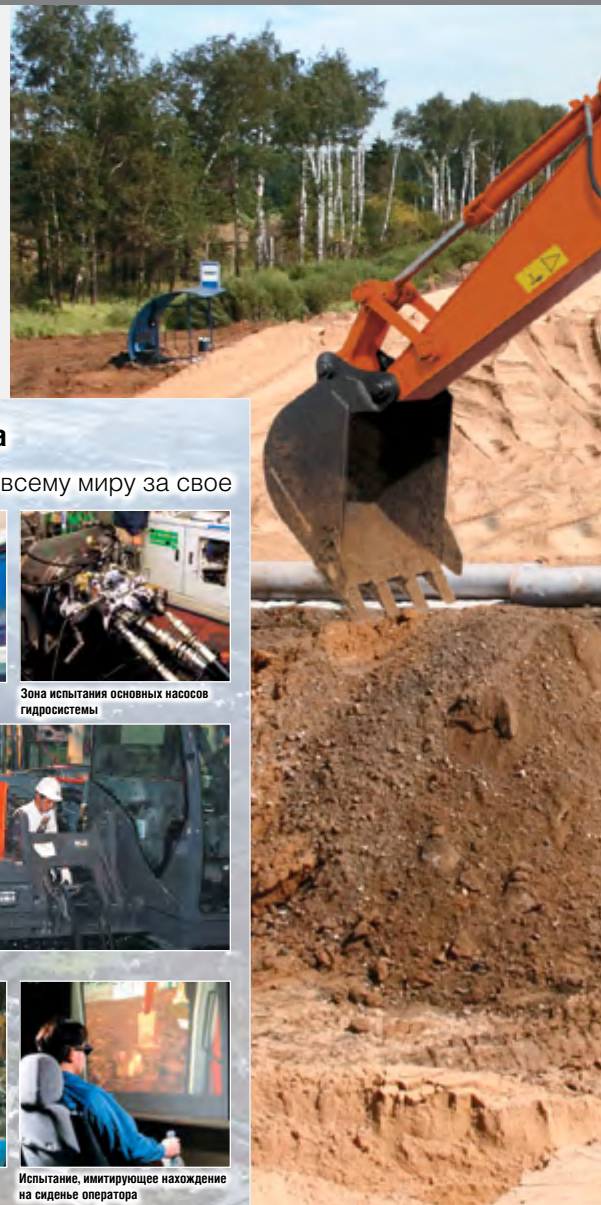 а
всему миру за свое
Зона испытания основных насосов
гидросистемы
Испытание, имитирующее нахождение
на сиденье оператора